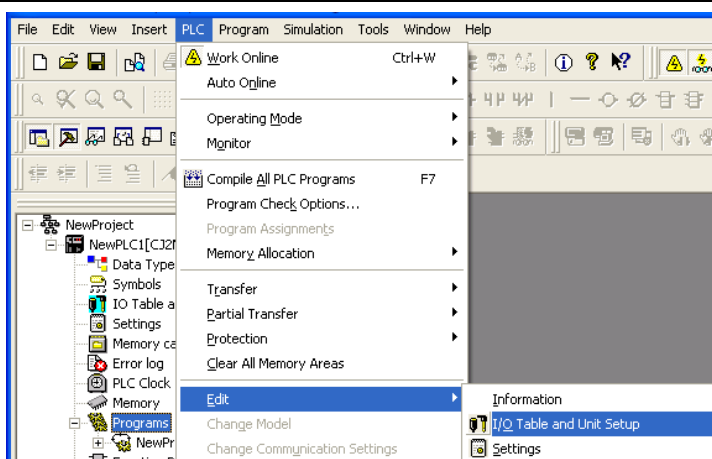 File Edit View Insert PLC Program Simulation Tools Window Help
Work Online Ctrl+W
Auto Online
Operating Mode
Monitor
Compile All PLC Programs F7
Program Check Options...
Program Assignments
Memory Allocation
Transfer
Partial Transfer
Protection
Clear All Memory Areas
Edit
Change Model
Change Communication Settings
Information
I/O Table and Unit Setup
Settings
NewProject
NewPLC1[CJ2
Data Type
Symbols
IO Table a
Settings
Memory ca
Error log
PLC Clock
Memory
Programs
NewPr